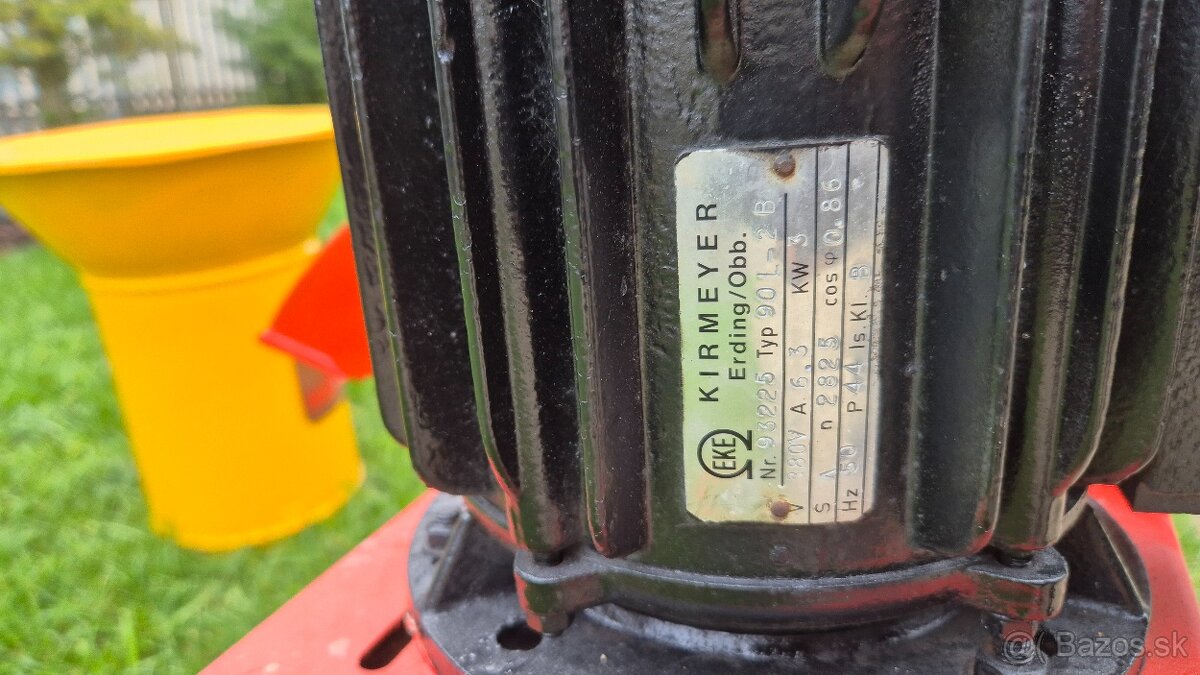 EKE
KIRMEYER
Erding/Obb.
Nr. 93225 Typ 90 L-2 B
V 380V A 6,3 KW 3
S n 2825 cos φ 0.86
Hz 50 P 44 Is.Kl. B
Bazos.sk